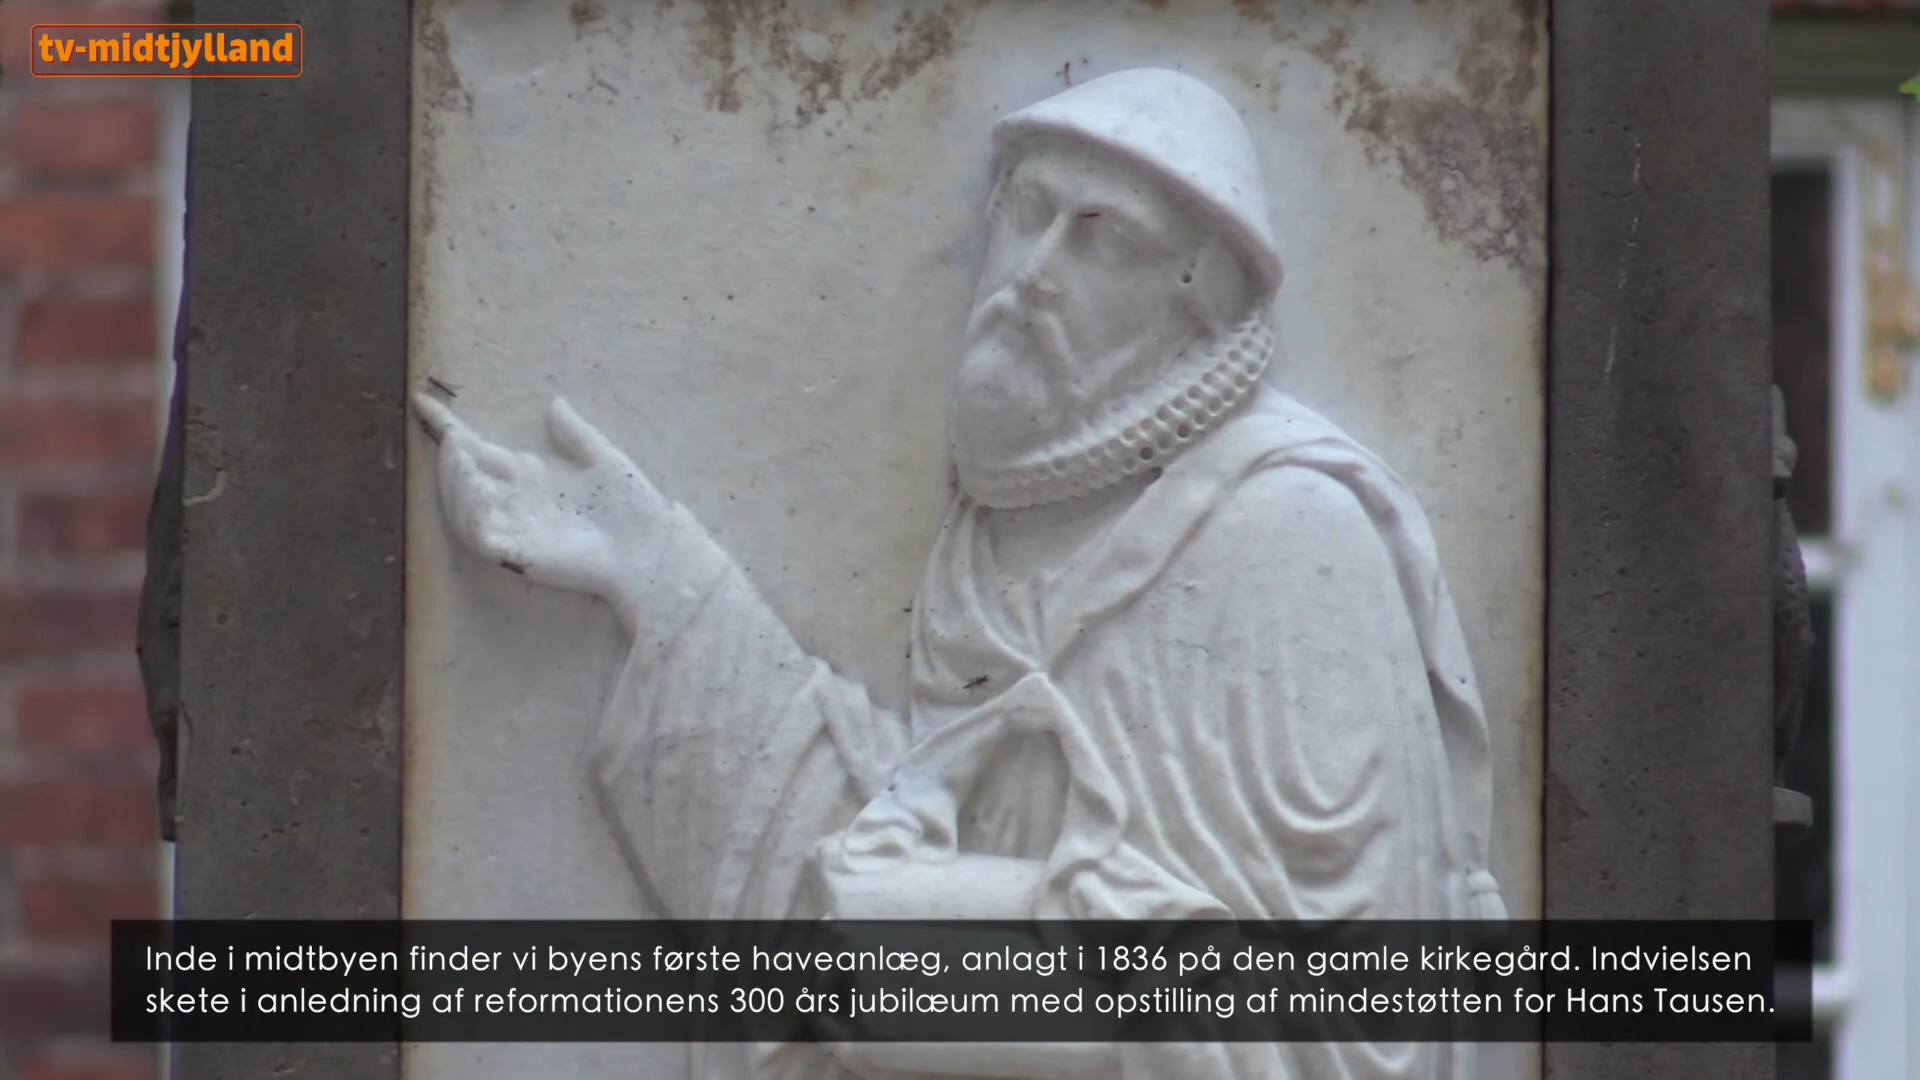 tv-midtjylland
Inde i midtbyen finder vi byens første haveanlæg, anlagt i 1836 på den gamle kirkegård. Indvielsen
skete i anledning af reformationens 300 års jubilæum med opstilling af mindestøtten for Hans Tausen.